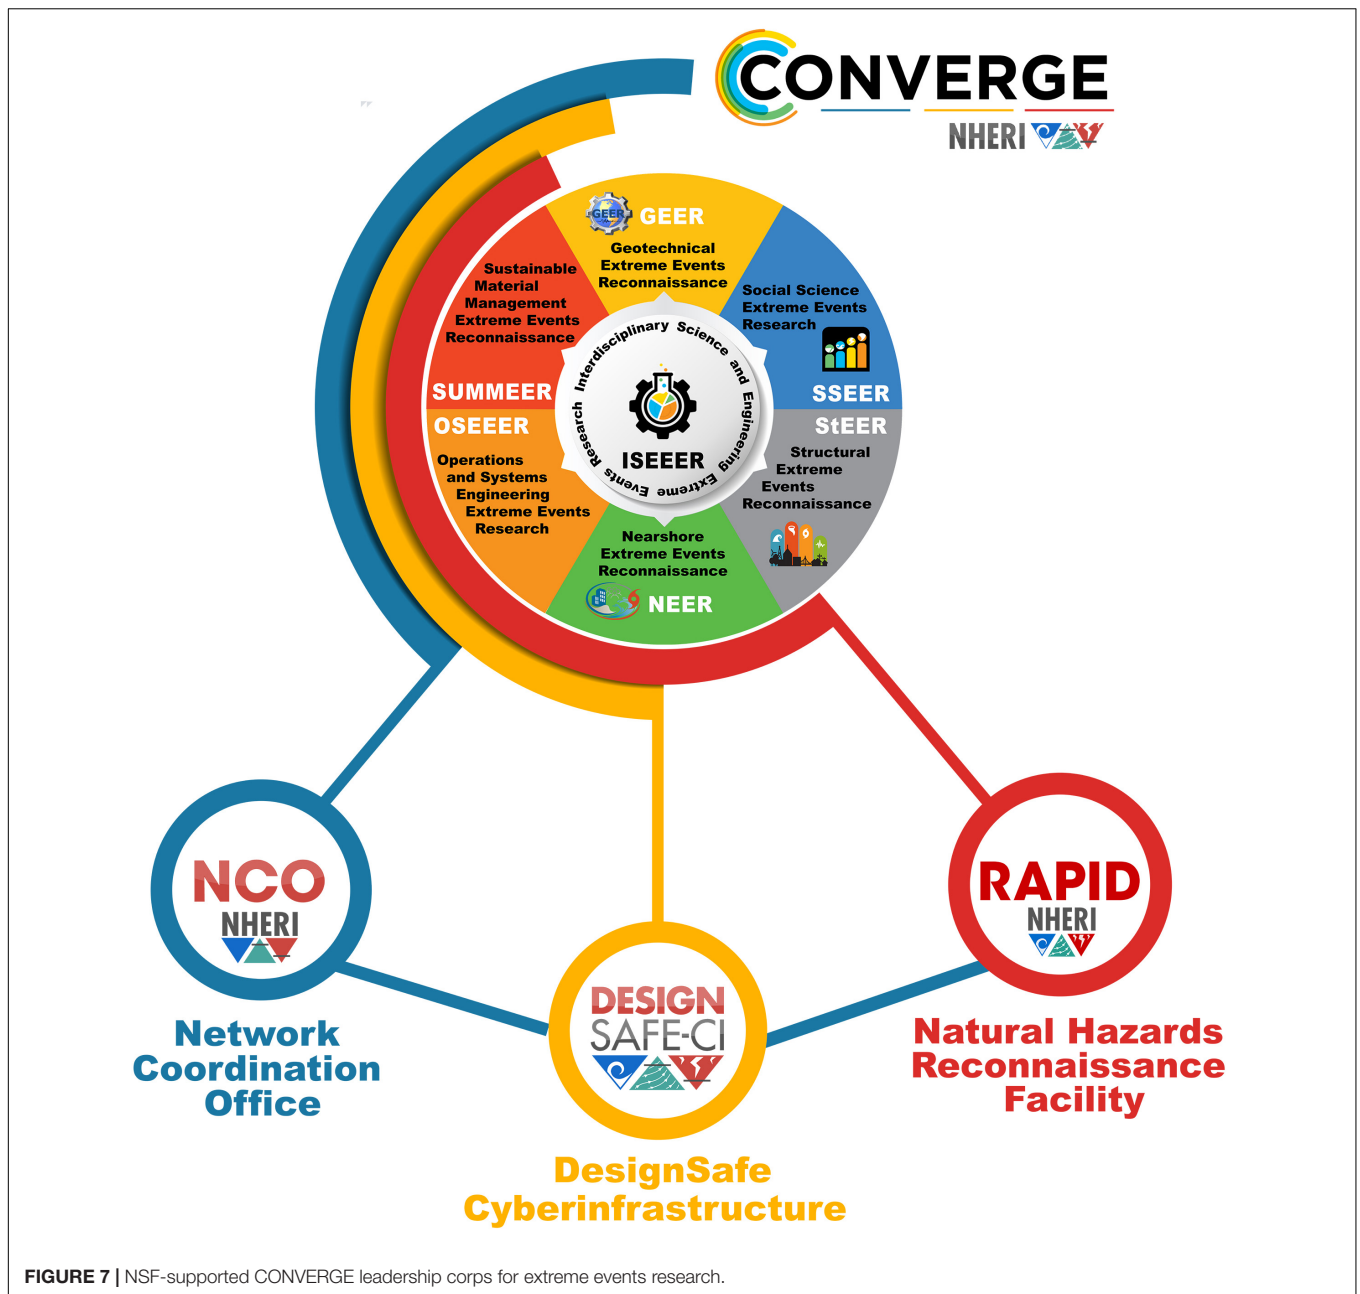 CONVERGE
NHERI
GEER
GEER
Geotechnical
Extreme Events
Reconnaissance
Social Science
Extreme Events
Research
SSEER
StEER
Structural
Extreme
Events
Reconnaissance
Nearshore
Extreme Events
Reconnaissance
NEER
OSEEER
Operations
and Systems
Engineering
Extreme Events
Research
Sustainable
Material
Management
Extreme Events
Reconnaissance
SUMMEER
Interdisciplinary Science and Engineering Extreme Events Research
ISEEER
NCO
NHERI
Network
Coordination
Office
DESIGN
SAFE-CI
DesignSafe
Cyberinfrastructure
RAPID
NHERI
Natural Hazards
Reconnaissance
Facility
FIGURE 7 | NSF-supported CONVERGE leadership corps for extreme events research.